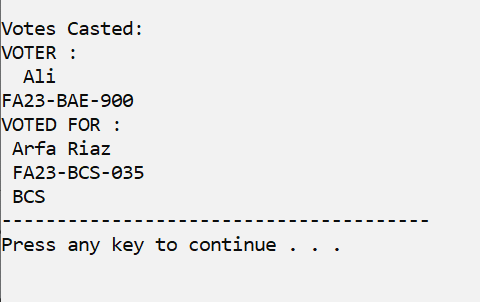 Votes Casted:
VOTER :
Ali
FA23-BAE-900
VOTED FOR :
Arfa Riaz
FA23-BCS-035
BCS
---------------------------------------
Press any key to continue . . .